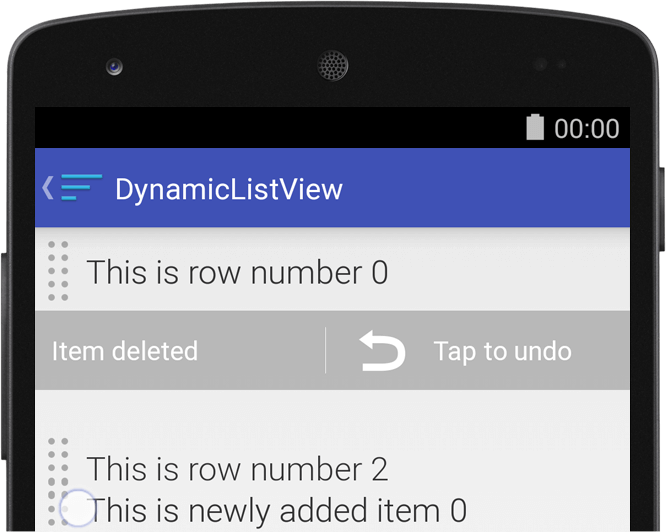 00:00
DynamicListView
This is row number 0
Item deleted
Tap to undo
This is row number 2
This is newly added item 0